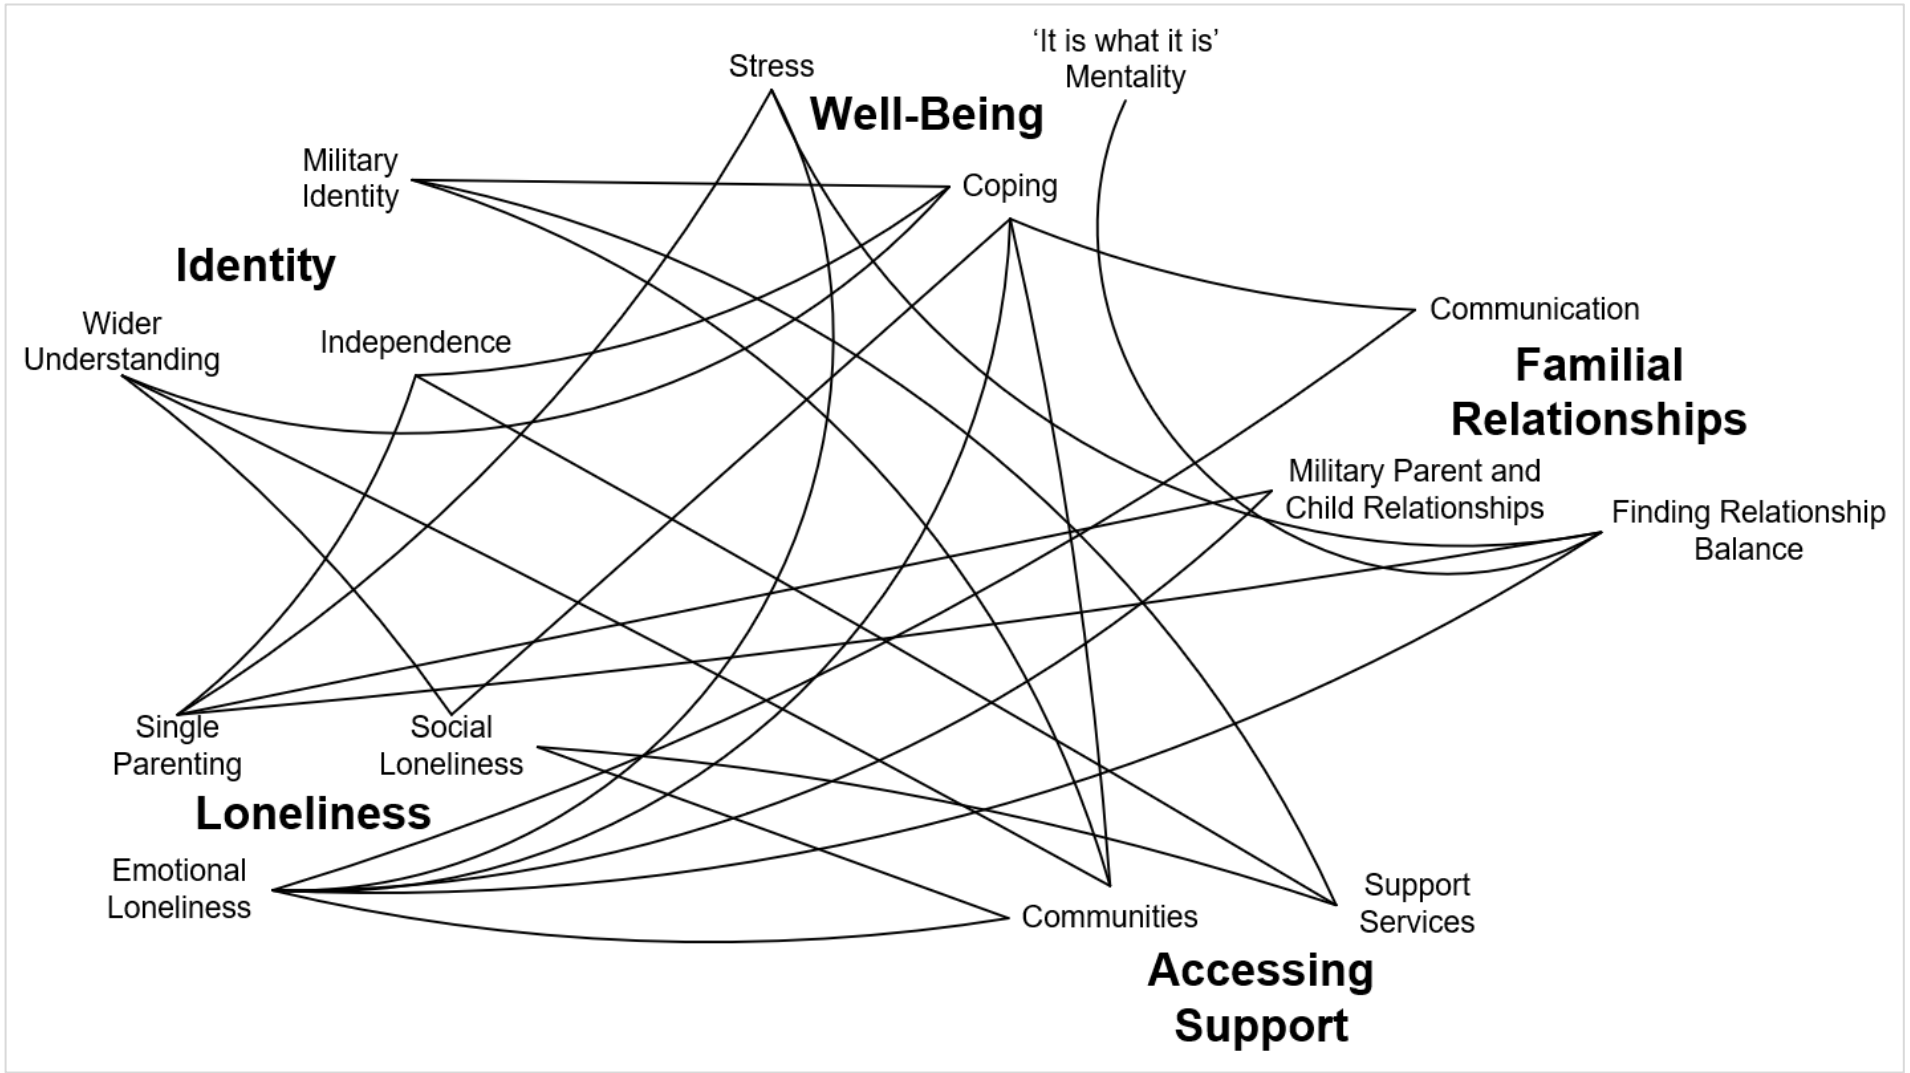 ‘It is what it is’
Mentality
Stress
Well-Being
Military
Identity
Coping
Identity
Wider
Understanding
Independence
Communication
Familial
Relationships
Military Parent and
Child Relationships
Finding Relationship
Balance
Single
Parenting
Social
Loneliness
Loneliness
Emotional
Loneliness
Communities
Support
Services
Accessing
Support